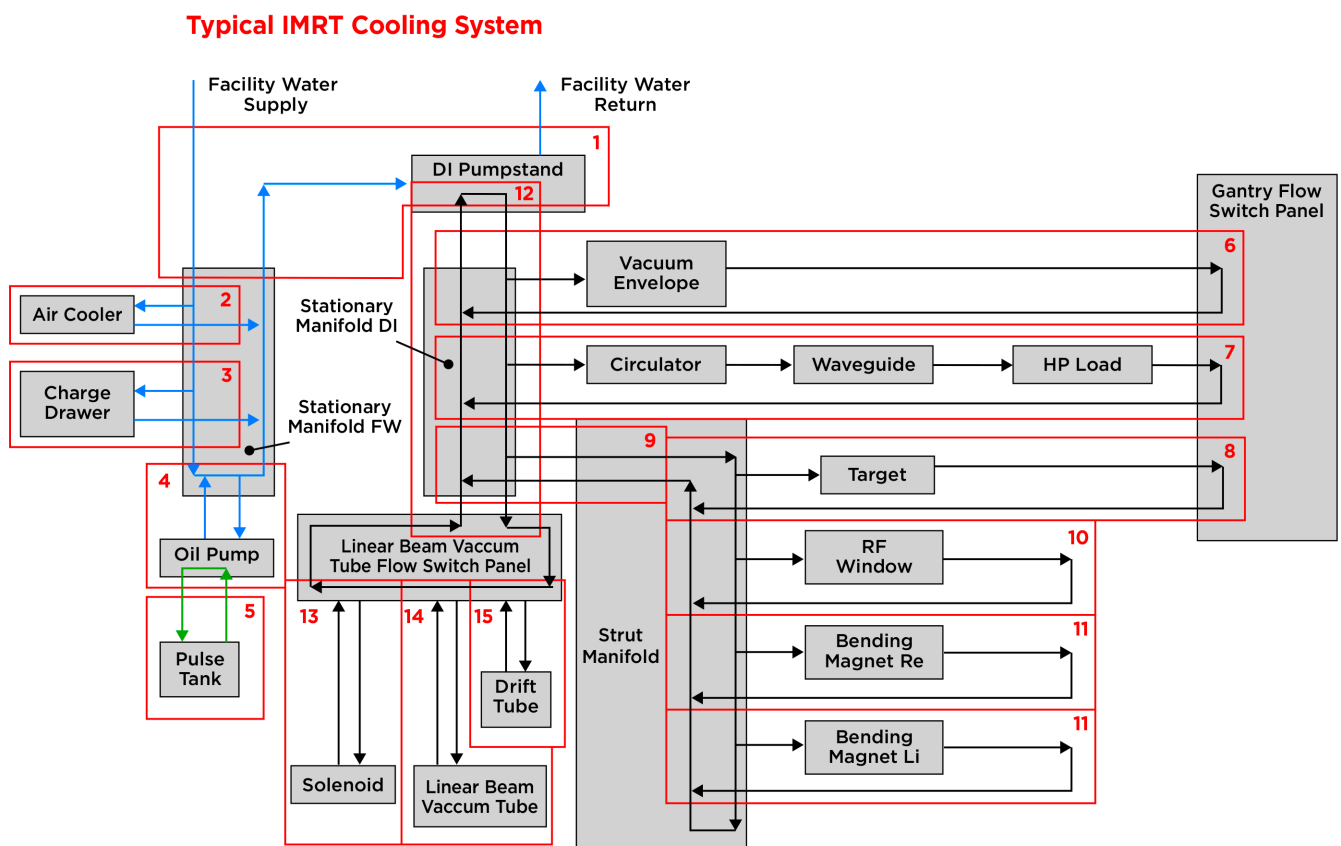 Typical IMRT Cooling System
Facility Water
Supply
Facility Water
Return
1
DI Pumpstand
12
Gantry Flow
Switch Panel
6
Vacuum
Envelope
2
Air Cooler
Stationary
Manifold DI
7
Circulator
Waveguide
HP Load
3
Charge
Drawer
Stationary
Manifold FW
9
8
Target
4
Oil Pump
Linear Beam Vaccum
Tube Flow Switch Panel
10
RF
Window
5
Pulse
Tank
13
14
15
Strut
Manifold
11
Bending
Magnet Re
Drift
Tube
11
Bending
Magnet Li
Solenoid
Linear Beam
Vaccum Tube